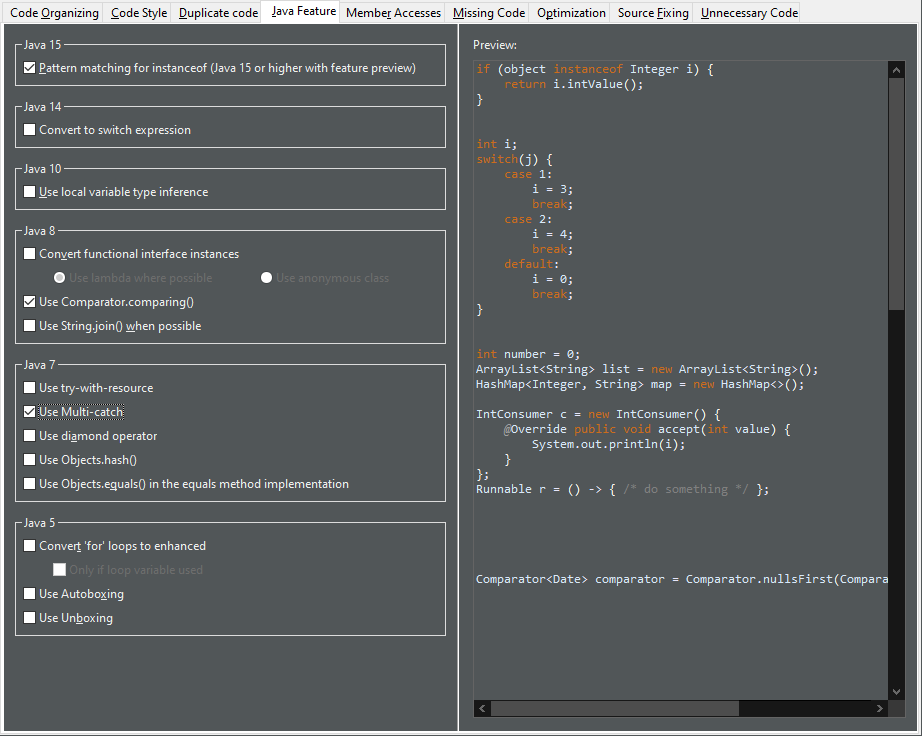 Code Organizing Code Style Duplicate code Java Feature Member Accesses Missing Code Optimization Source Fixing Unnecessary Code
Java 15
Pattern matching for instanceof (Java 15 or higher with feature preview)
Java 14
Convert to switch expression
Java 10
Use local variable type inference
Java 8
Convert functional interface instances
Use lambda where possible Use anonymous class
Use Comparator.comparing()
Use String.join() when possible
Java 7
Use try-with-resource
Use Multi-catch
Use diamond operator
Use Objects.hash()
Use Objects.equals() in the equals method implementation
Java 5
Convert 'for' loops to enhanced
Only if loop variable used
Use Autoboxing
Use Unboxing
Preview:
if (object instanceof Integer i) {
    return i.intValue();
}
int i;
switch(j) {
    case 1:
        i = 3;
        break;
    case 2:
        i = 4;
        break;
    default:
        i = 0;
        break;
}
int number = 0;
ArrayList<String> list = new ArrayList<String>();
HashMap<Integer, String> map = new HashMap<>();
IntConsumer c = new IntConsumer() {
    @Override public void accept(int value) {
        System.out.println(i);
    }
};
Runnable r = () -> { /* do something */ };
Comparator<Date> comparator = Comparator.nullsFirst(Compara